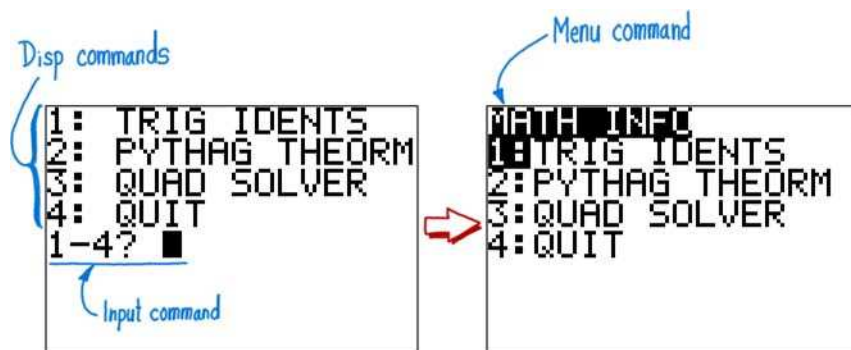 Disp commands
1: TRIG IDENTS
2: PYTHAG THEORM
3: QUAD SOLVER
4: QUIT
1-4?
Input command
Menu command
MATH INFO
1:TRIG IDENTS
2:PYTHAG THEORM
3:QUAD SOLVER
4:QUIT